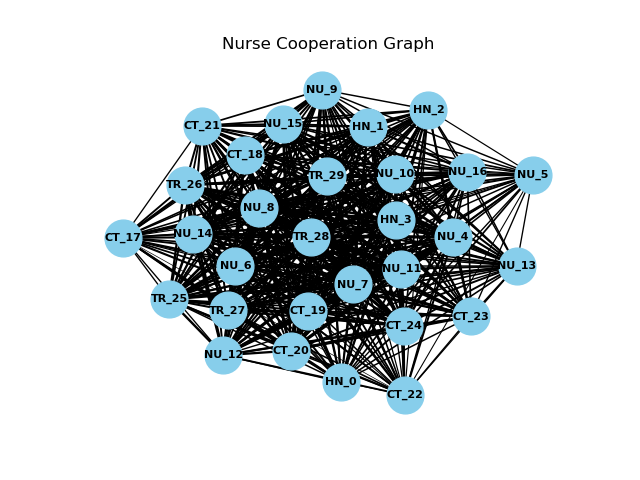 Nurse Cooperation Graph
NU_9
HN_2
CT_21
NU_15
HN_1
CT_18
TR_29
NU_10
NU_16
NU_5
TR_26
NU_8
HN_3
CT_17
NU_14
TR_28
NU_4
NU_6
NU_11
NU_13
NU_7
TR_25
TR_27
CT_19
CT_24
CT_23
NU_12
CT_20
HN_0
CT_22